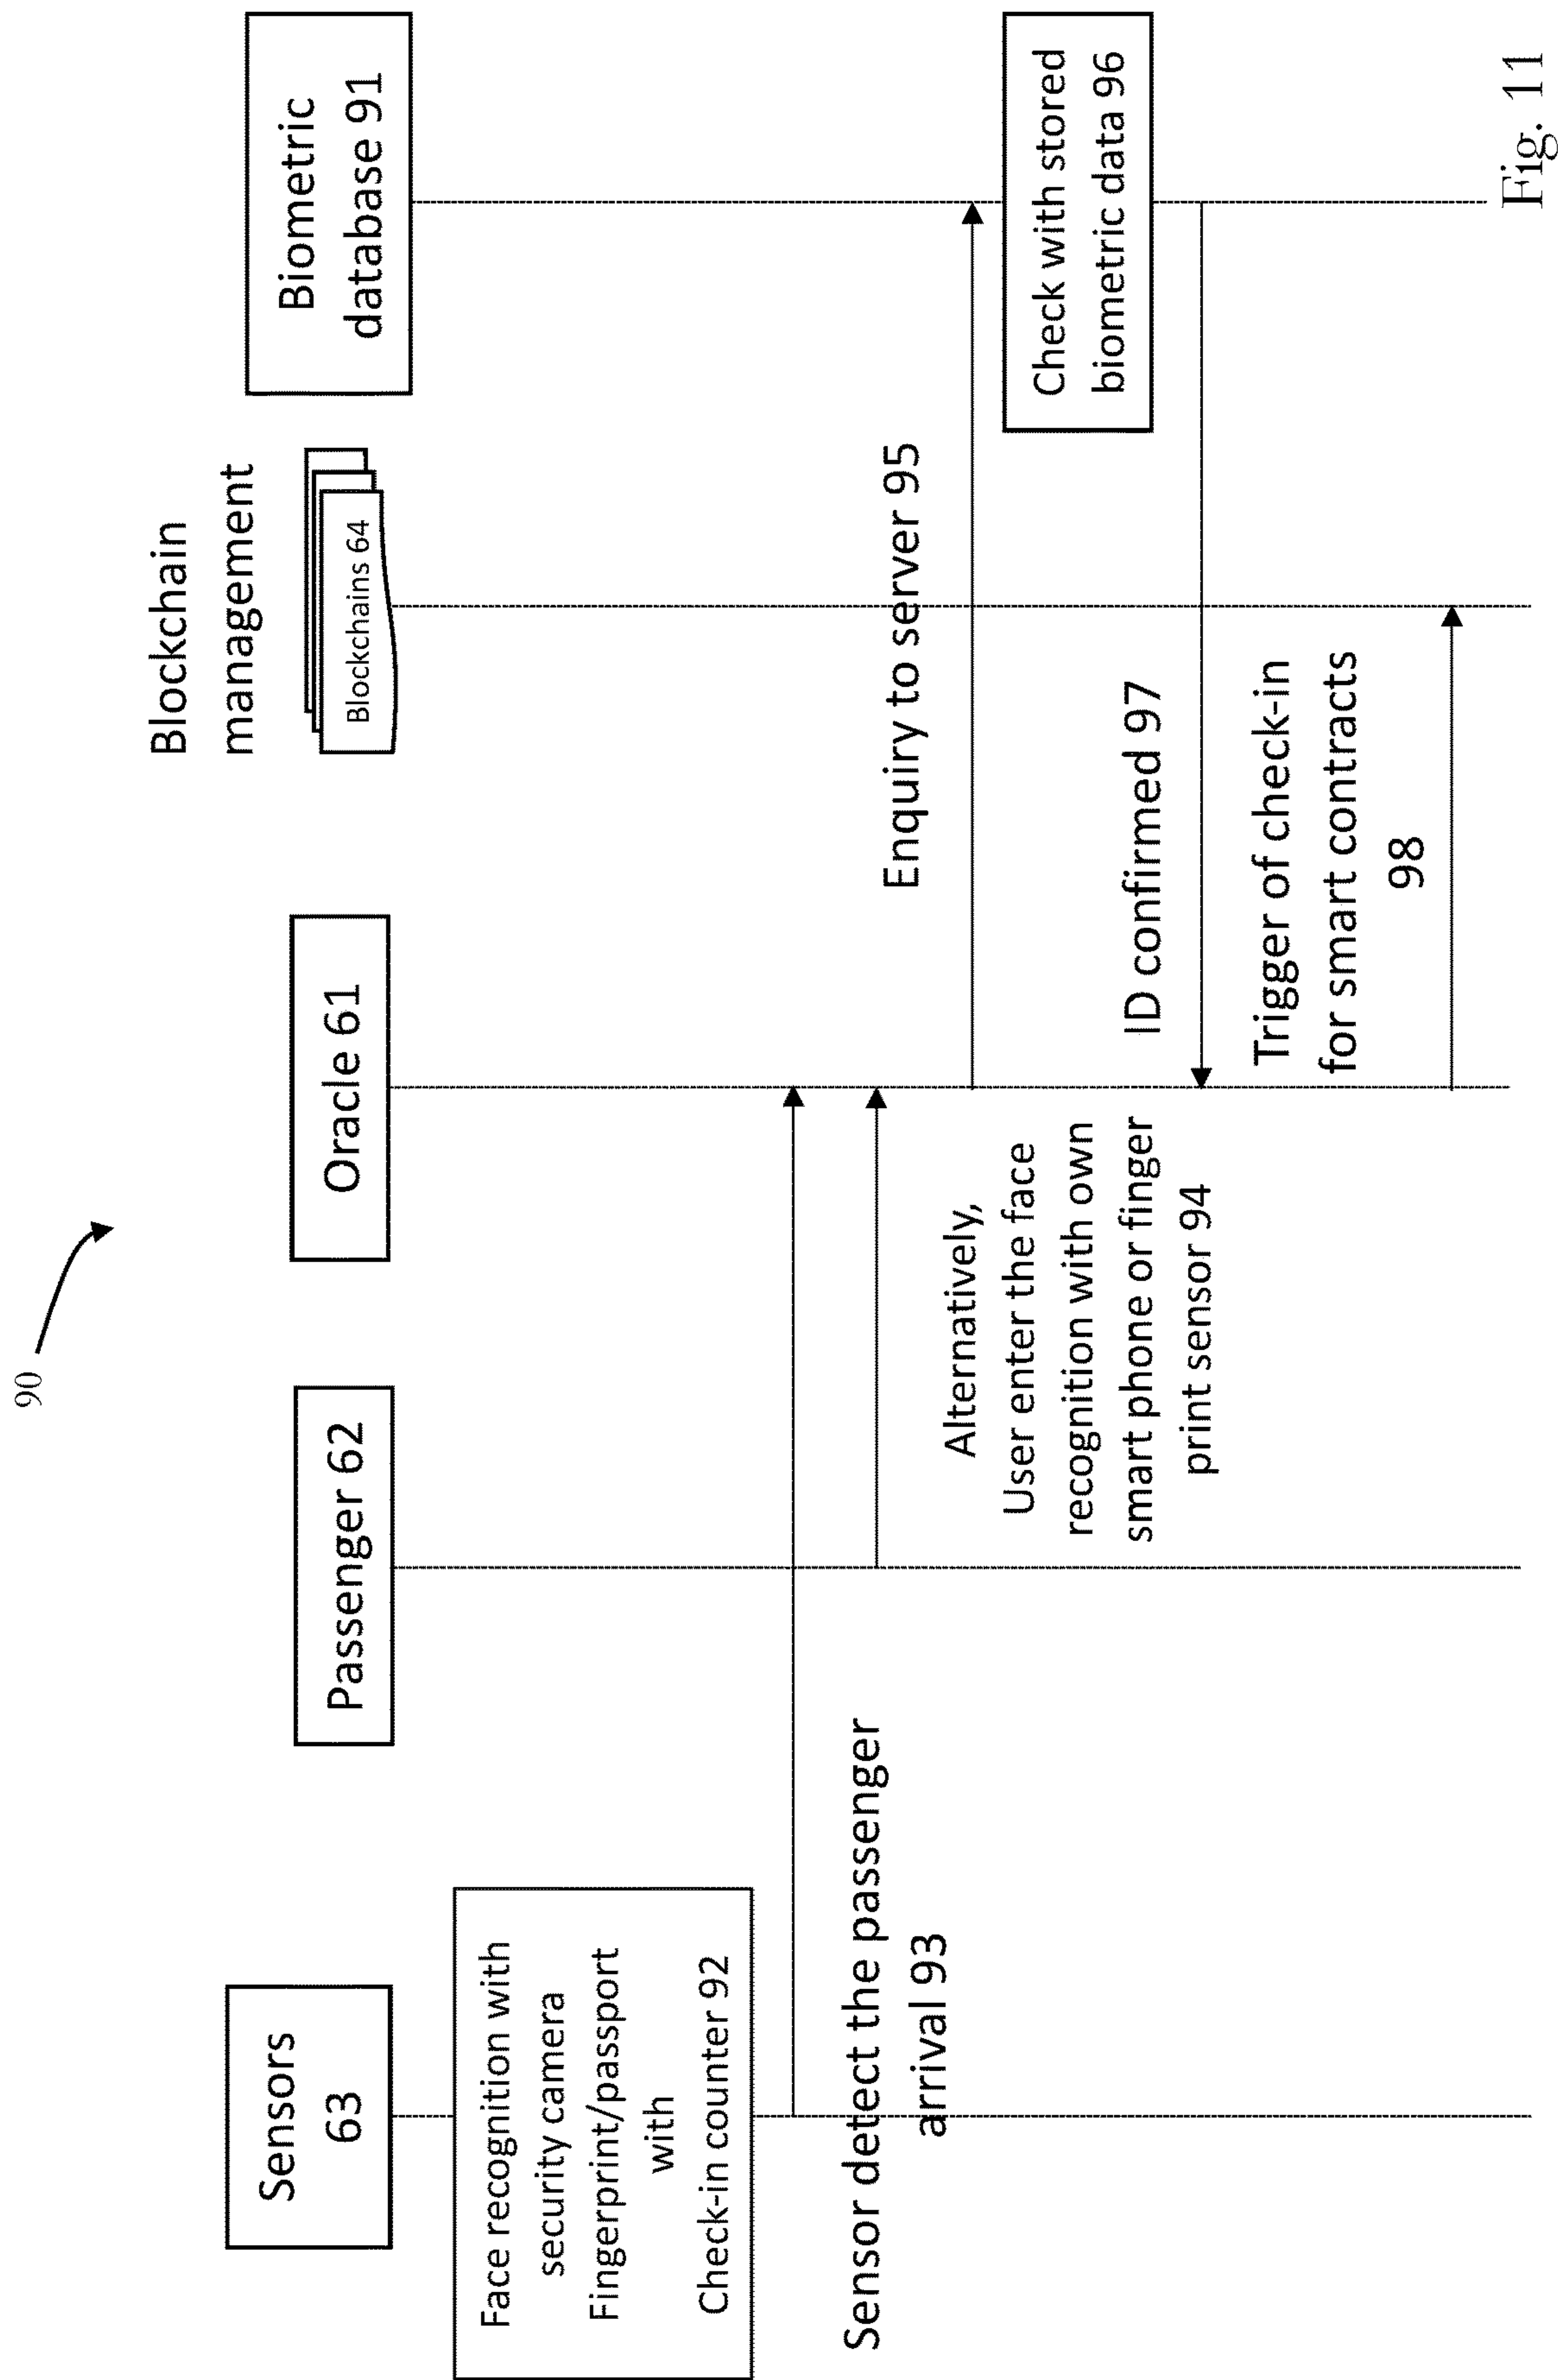 90
Sensors
63
Passenger 62
Oracle 61
Blockchain
management
Blockchains 64
Biometric
database 91
Face recognition with
security camera
Fingerprint/passport
with
Check-in counter 92
Sensor detect the passenger
arrival 93
Alternatively,
User enter the face
recognition with own
smart phone or finger
print sensor 94
Enquiry to server 95
Check with stored
biometric data 96
ID confirmed 97
Trigger of check-in
for smart contracts
98
Fig. 11